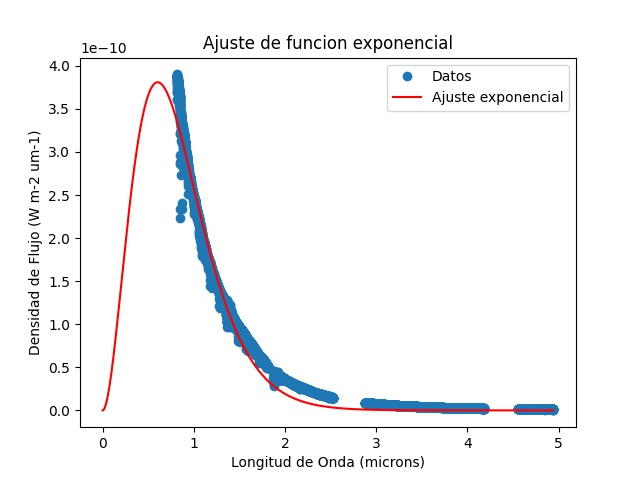 Ajuste de funcion exponencial
1e−10
Datos
Ajuste exponencial
4.0
3.5
3.0
2.5
2.0
1.5
1.0
0.5
0.0
Densidad de Flujo (W m-2 um-1)
0 1 2 3 4 5
Longitud de Onda (microns)